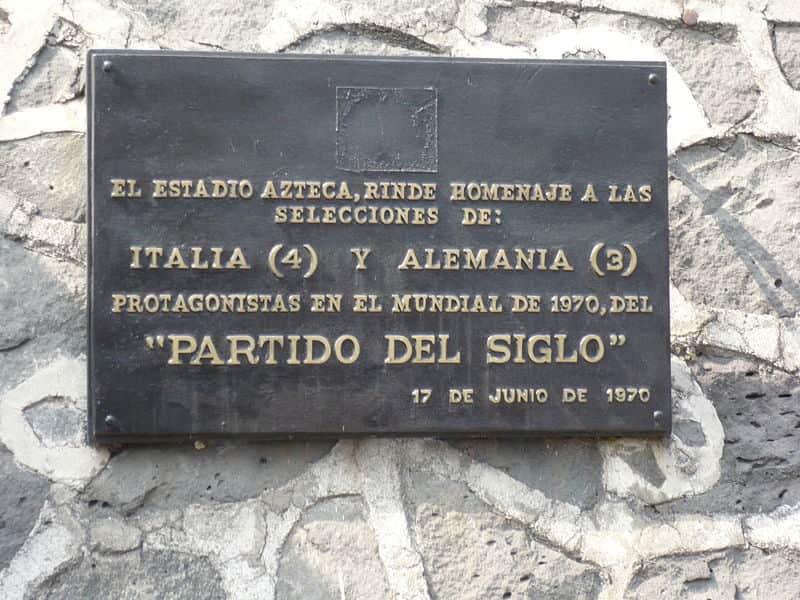 EL ESTADIO AZTECA, RINDE HOMENAJE A LAS
SELECCIONES DE:
ITALIA (4) Y ALEMANIA (3)
PROTAGONISTAS EN EL MUNDIAL DE 1970, DEL
"PARTIDO DEL SIGLO"
17 DE JUNIO DE 1970